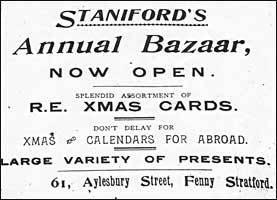 STANIFORD'S
Annual Bazaar,
NOW OPEN.
SPLENDID ASSORTMENT OF
R.E. XMAS CARDS.
DON'T DELAY FOR
XMAS AND CALENDARS FOR ABROAD.
LARGE VARIETY OF PRESENTS.
61, Aylesbury Street, Fenny Stratford.